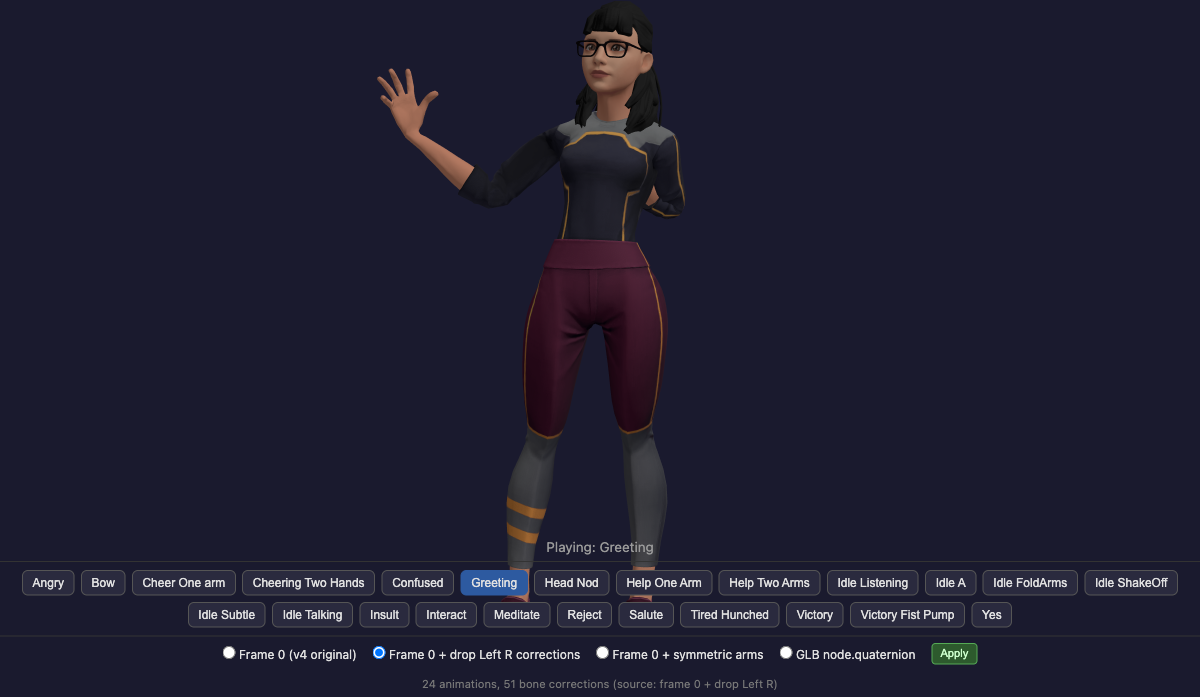 Playing: Greeting
Angry Bow Cheer One arm Cheering Two Hands Confused Greeting Head Nod Help One Arm Help Two Arms Idle Listening Idle A Idle FoldArms Idle ShakeOff
Idle Subtle Idle Talking Insult Interact Meditate Reject Salute Tired Hunched Victory Victory Fist Pump Yes
Frame 0 (v4 original) Frame 0 + drop Left R corrections Frame 0 + symmetric arms GLB node.quaternion Apply
24 animations, 51 bone corrections (source: frame 0 + drop Left R)